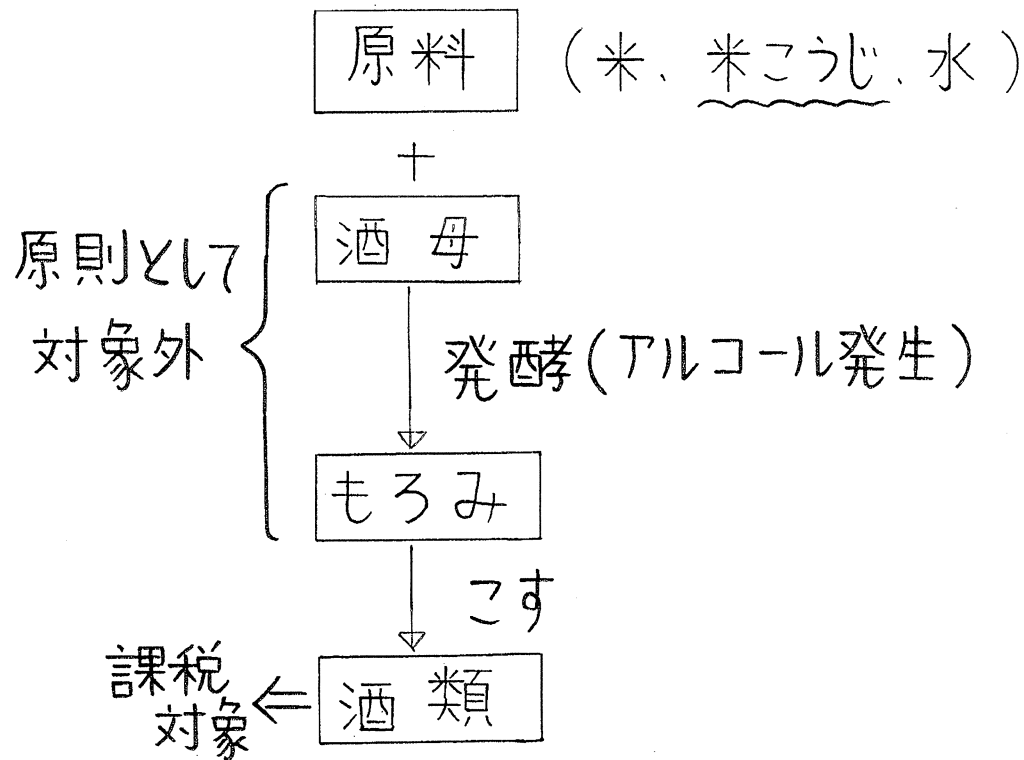 原料 (米、米こうじ、水)
+
酒母
原則として
対象外
発酵(アルコール発生)
もろみ
こす
課税
対象
酒類